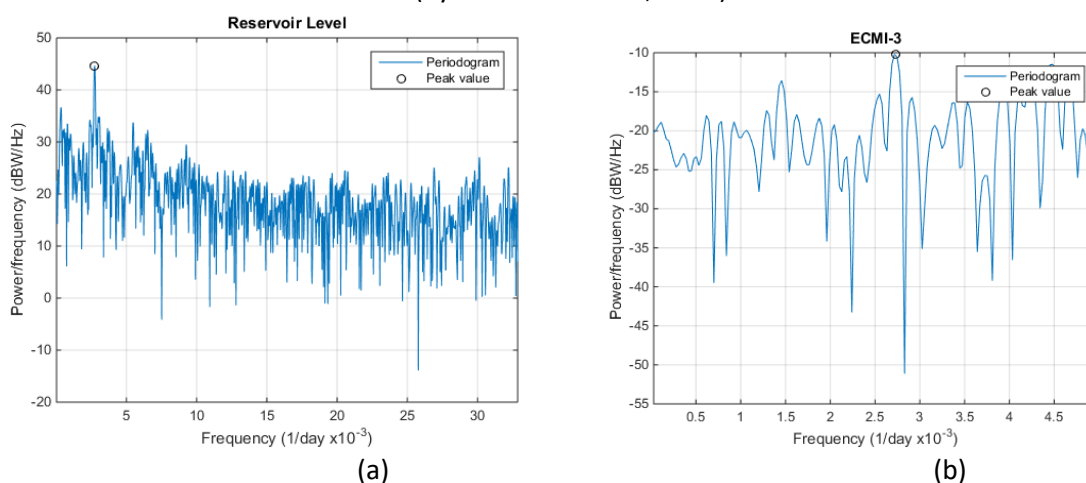 Reservoir Level
50
40
30
20
10
0
-10
-20
5
10
15
20
25
30
Power/frequency (dBW/Hz)
Frequency (1/day x10-3)
Periodogram
Peak value
(a)
ECMI-3
-10
-15
-20
-25
-30
-35
-40
-45
-50
-55
0.5
1
1.5
2
2.5
3
3.5
4
4.5
Power/frequency (dBW/Hz)
Frequency (1/day x10-3)
Periodogram
Peak value
(b)